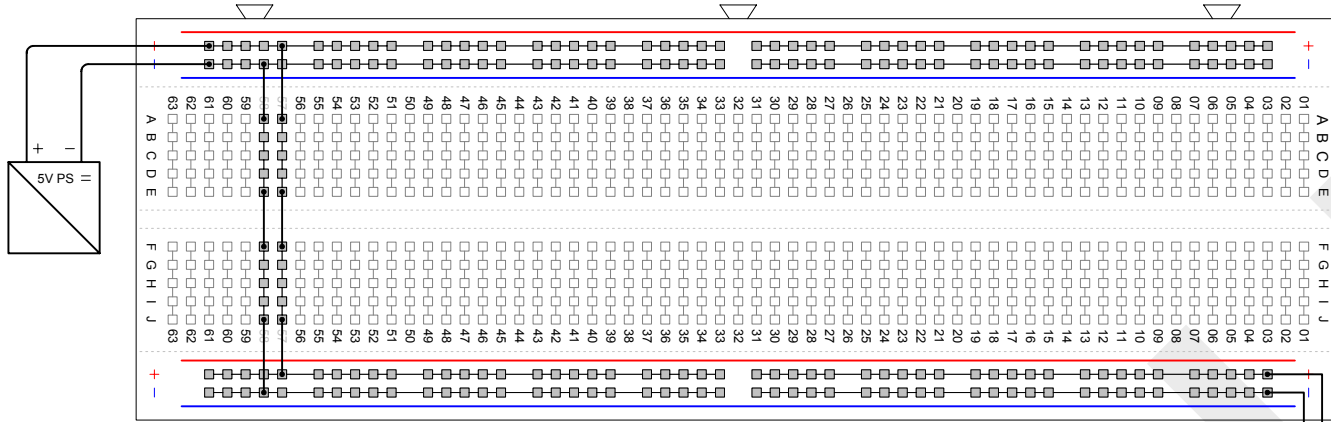 + +
− −
63 62 61 60 59 58 57 56 55 54 53 52 51 50 49 48 47 46 45 44 43 42 41 40 39 38 37 36 35 34 33 32 31 30 29 28 27 26 25 24 23 22 21 20 19 18 17 16 15 14 13 12 11 10 09 08 07 06 05 04 03 02 01
A A
B B
+ −
C C
5V PS =
D D
E E
F F
G G
H H
I I
J J
63 62 61 60 59 58 57 56 55 54 53 52 51 50 49 48 47 46 45 44 43 42 41 40 39 38 37 36 35 34 33 32 31 30 29 28 27 26 25 24 23 22 21 20 19 18 17 16 15 14 13 12 11 10 09 08 07 06 05 04 03 02 01
+ +
− −